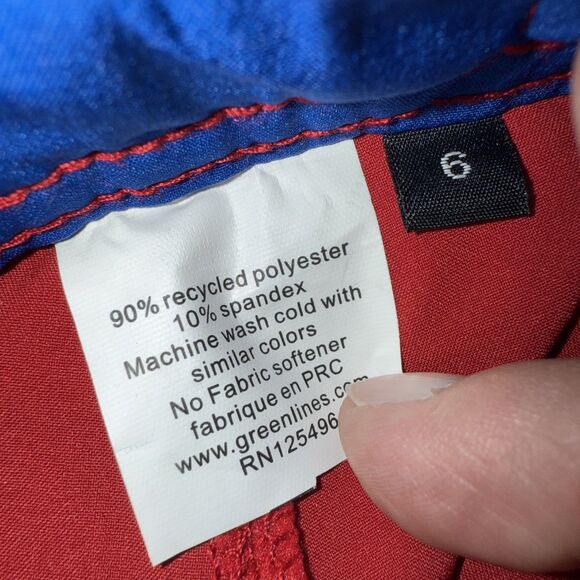 6
90% recycled polyester
10% spandex
Machine wash cold with
similar colors
No Fabric softener
fabrique en PRC
www.greenlines.com
RN125496